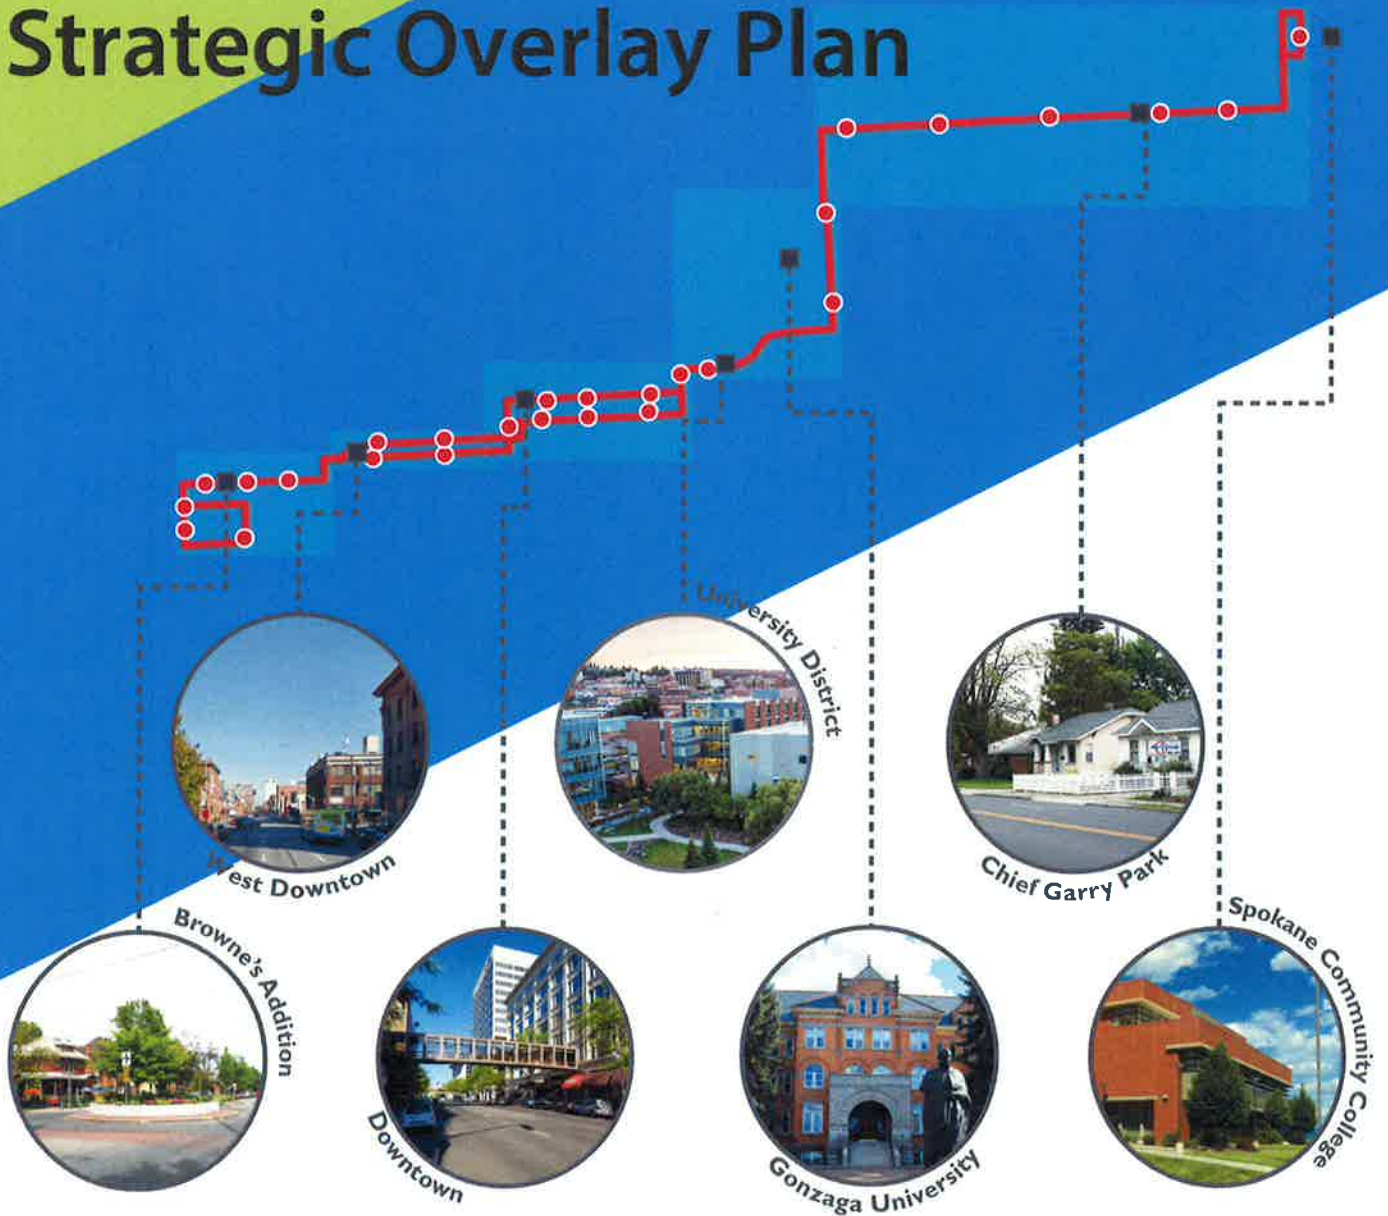 Strategic Overlay Plan
University District
West Downtown
Chief Garry Park
Browne's Addition
Spokane Community College
Downtown
Gonzaga University